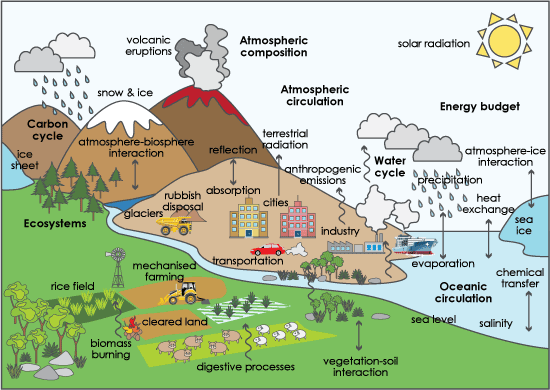 volcanic
eruptions
Atmospheric
composition
solar radiation
snow & ice
Atmospheric
circulation
Energy budget
Carbon
cycle
terrestrial
radiation
atmosphere-biosphere
interaction
reflection
ice
sheet
anthropogenic
emissions
Water
cycle
atmosphere-ice
interaction
precipitation
absorption
rubbish
disposal
cities
heat
exchange
glaciers
Ecosystems
sea
ice
industry
transportation
evaporation
mechanised
farming
chemical
transfer
rice field
Oceanic
circulation
cleared land
sea level
salinity
biomass
burning
digestive processes
vegetation-soil
interaction